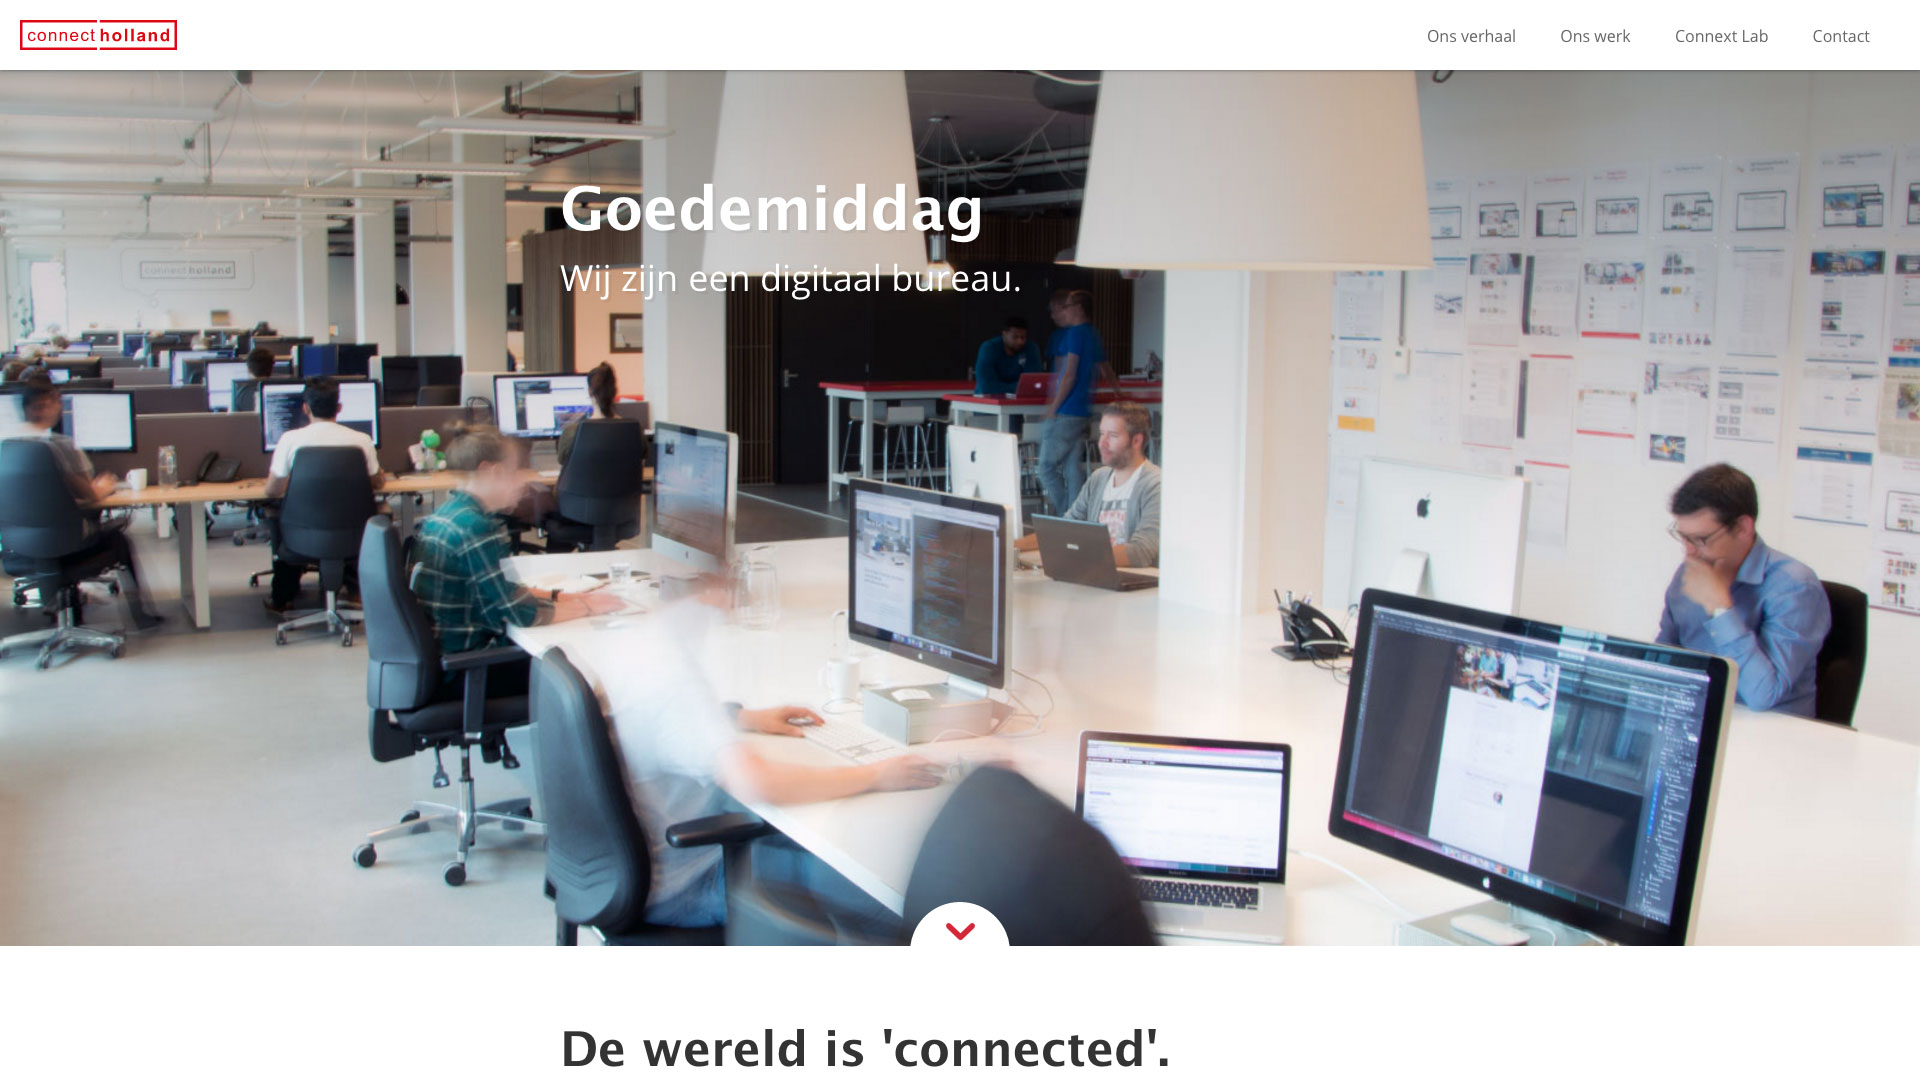 connect holland
Ons verhaal
Ons werk
Connext Lab
Contact
Goedemiddag
Wij zijn een digitaal bureau.
connect holland
De wereld is 'connected'.